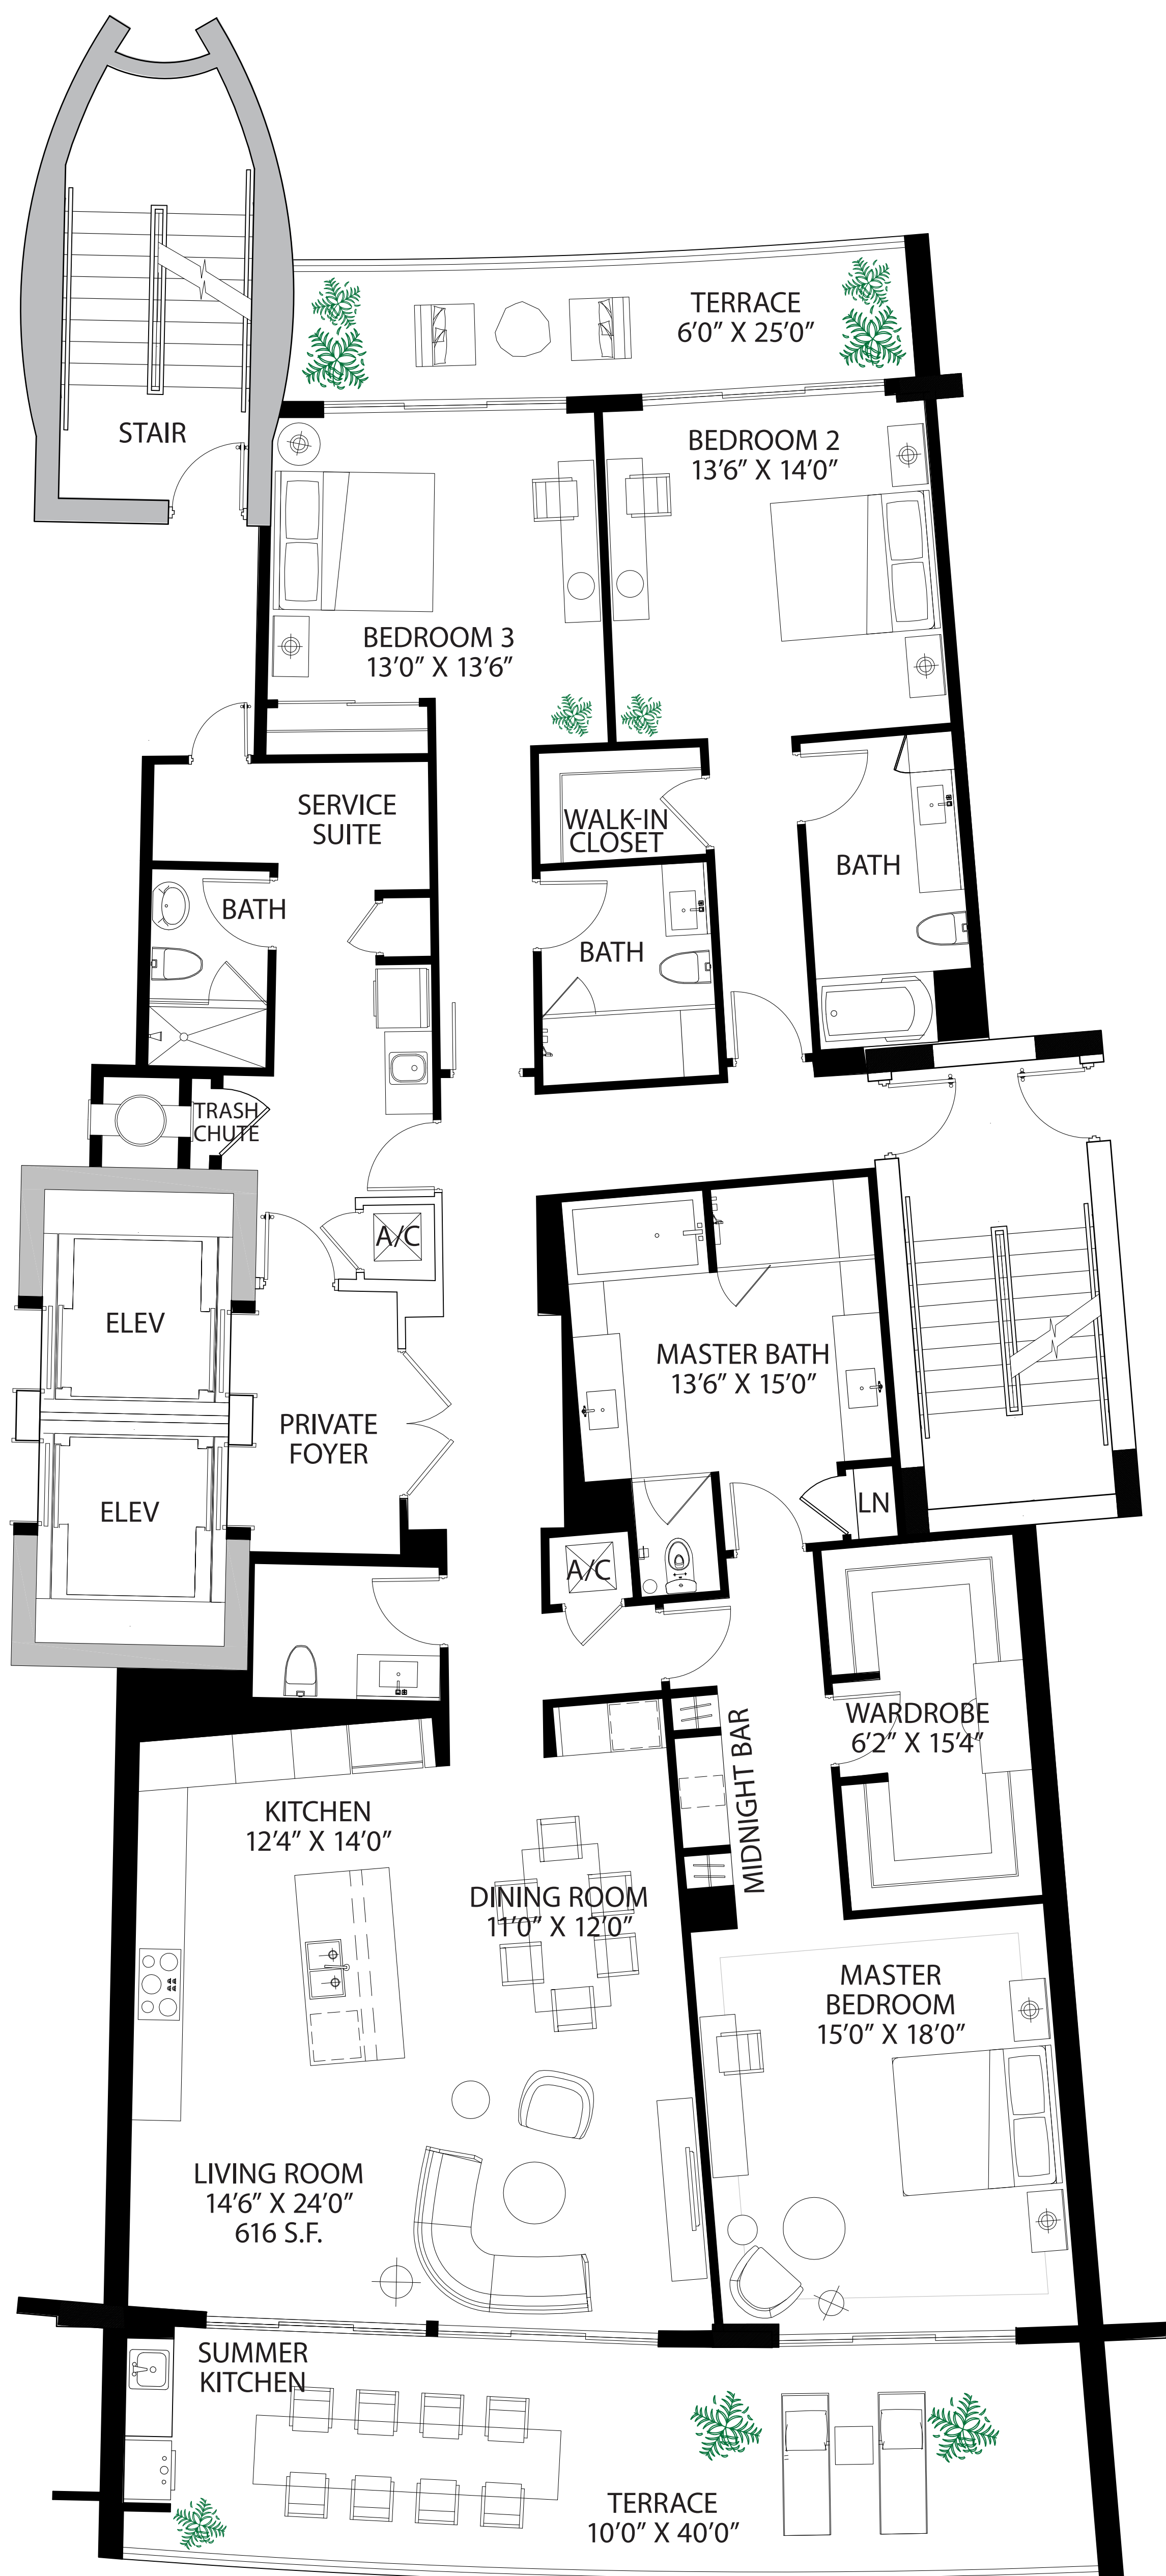 TERRACE
6'0" X 25'0"
STAIR
BEDROOM 2
13'6" X 14'0"
BEDROOM 3
13'0" X 13'6"
SERVICE
SUITE
WALK-IN
CLOSET
BATH
BATH
BATH
TRASH
CHUTE
A/C
ELEV
MASTER BATH
13'6" X 15'0"
PRIVATE
FOYER
ELEV
LN
A/C
WARDROBE
6'2" X 15'4"
MIDNIGHT BAR
KITCHEN
12'4" X 14'0"
DINING ROOM
11'0" X 12'0"
MASTER
BEDROOM
15'0" X 18'0"
LIVING ROOM
14'6" X 24'0"
616 S.F.
SUMMER
KITCHEN
TERRACE
10'0" X 40'0"